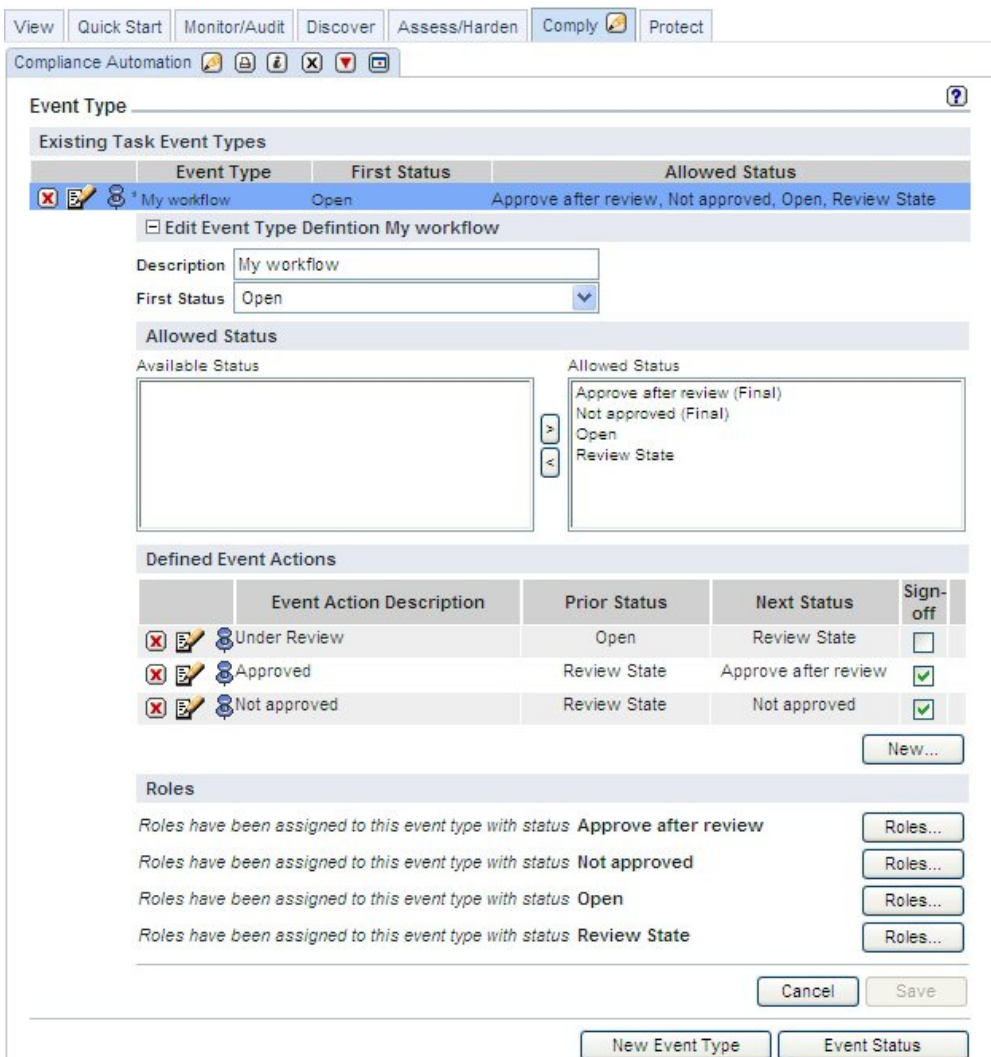 View Quick Start Monitor/Audit Discover Assess/Harden Comply Protect
Compliance Automation
Event Type
Existing Task Event Types
Event Type First Status Allowed Status
* My workflow Open Approve after review, Not approved, Open, Review State
Edit Event Type Defintion My workflow
Description My workflow
First Status Open
Allowed Status
Available Status Allowed Status
Approve after review (Final)
Not approved (Final)
Open
Review State
>
<
Defined Event Actions
Event Action Description Prior Status Next Status Sign-off
Under Review Open Review State
Approved Review State Approve after review
Not approved Review State Not approved
New...
Roles
Roles have been assigned to this event type with status Approve after review Roles...
Roles have been assigned to this event type with status Not approved Roles...
Roles have been assigned to this event type with status Open Roles...
Roles have been assigned to this event type with status Review State Roles...
Cancel Save
New Event Type Event Status